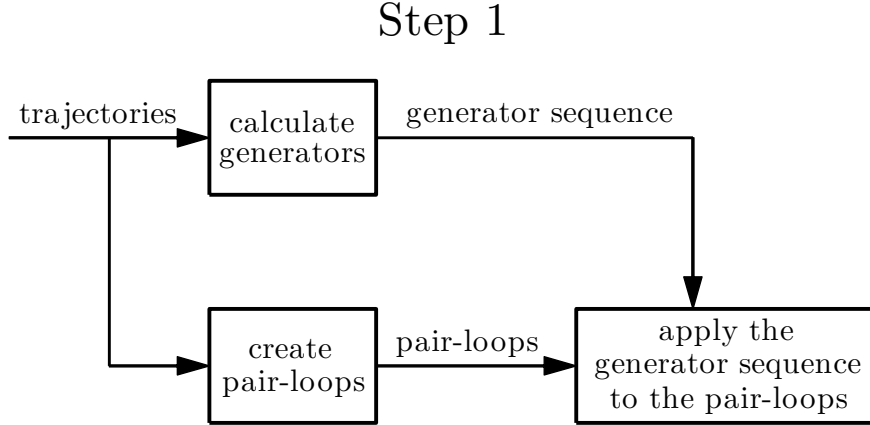 Step 1
trajectories
calculate
generators
generator sequence
create
pair-loops
pair-loops
apply the
generator sequence
to the pair-loops